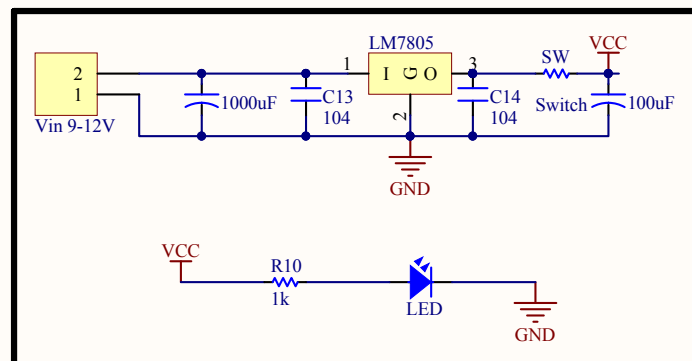 LM7805
SW
VCC
2
1
1
I
G
O
3
2
1000uF
C13
104
C14
104
Switch
100uF
Vin 9-12V
GND
VCC
R10
1k
LED
GND